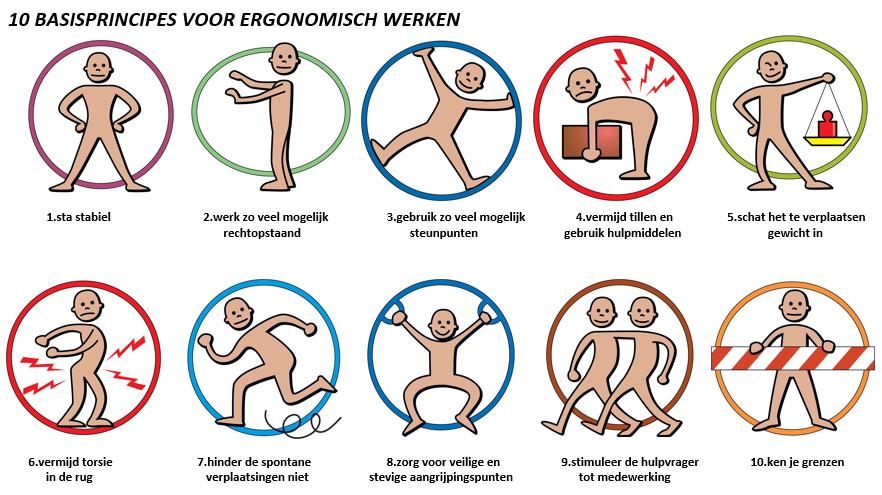 10 BASISPRINCIPES VOOR ERGONOMISCH WERKEN
1.sta stabiel
2.werk zo veel mogelijk
rechtopstaand
3.gebruik zo veel mogelijk
steunpunten
4.vermijd tillen en
gebruik hulpmiddelen
5.schat het te verplaatsen
gewicht in
6.vermijd torsie
in de rug
7.hinder de spontane
verplaatsingen niet
8.zorg voor veilige en
stevige aangrijpingspunten
9.stimuleer de hulpvrager
tot medewerking
10.ken je grenzen